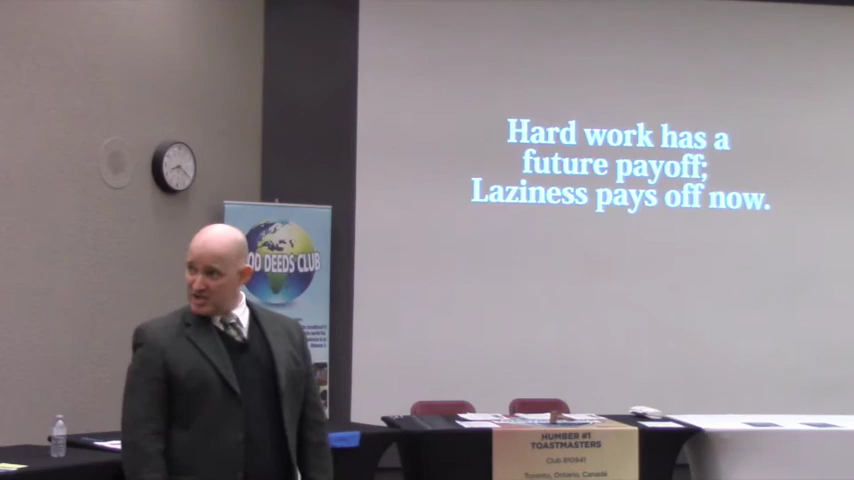 Hard work has a
future payoff;
Laziness pays off now.
OD DEEDS CLUB
HUMBER #1
TOASTMASTERS
Club 910941
Toronto, Ontario, Canada